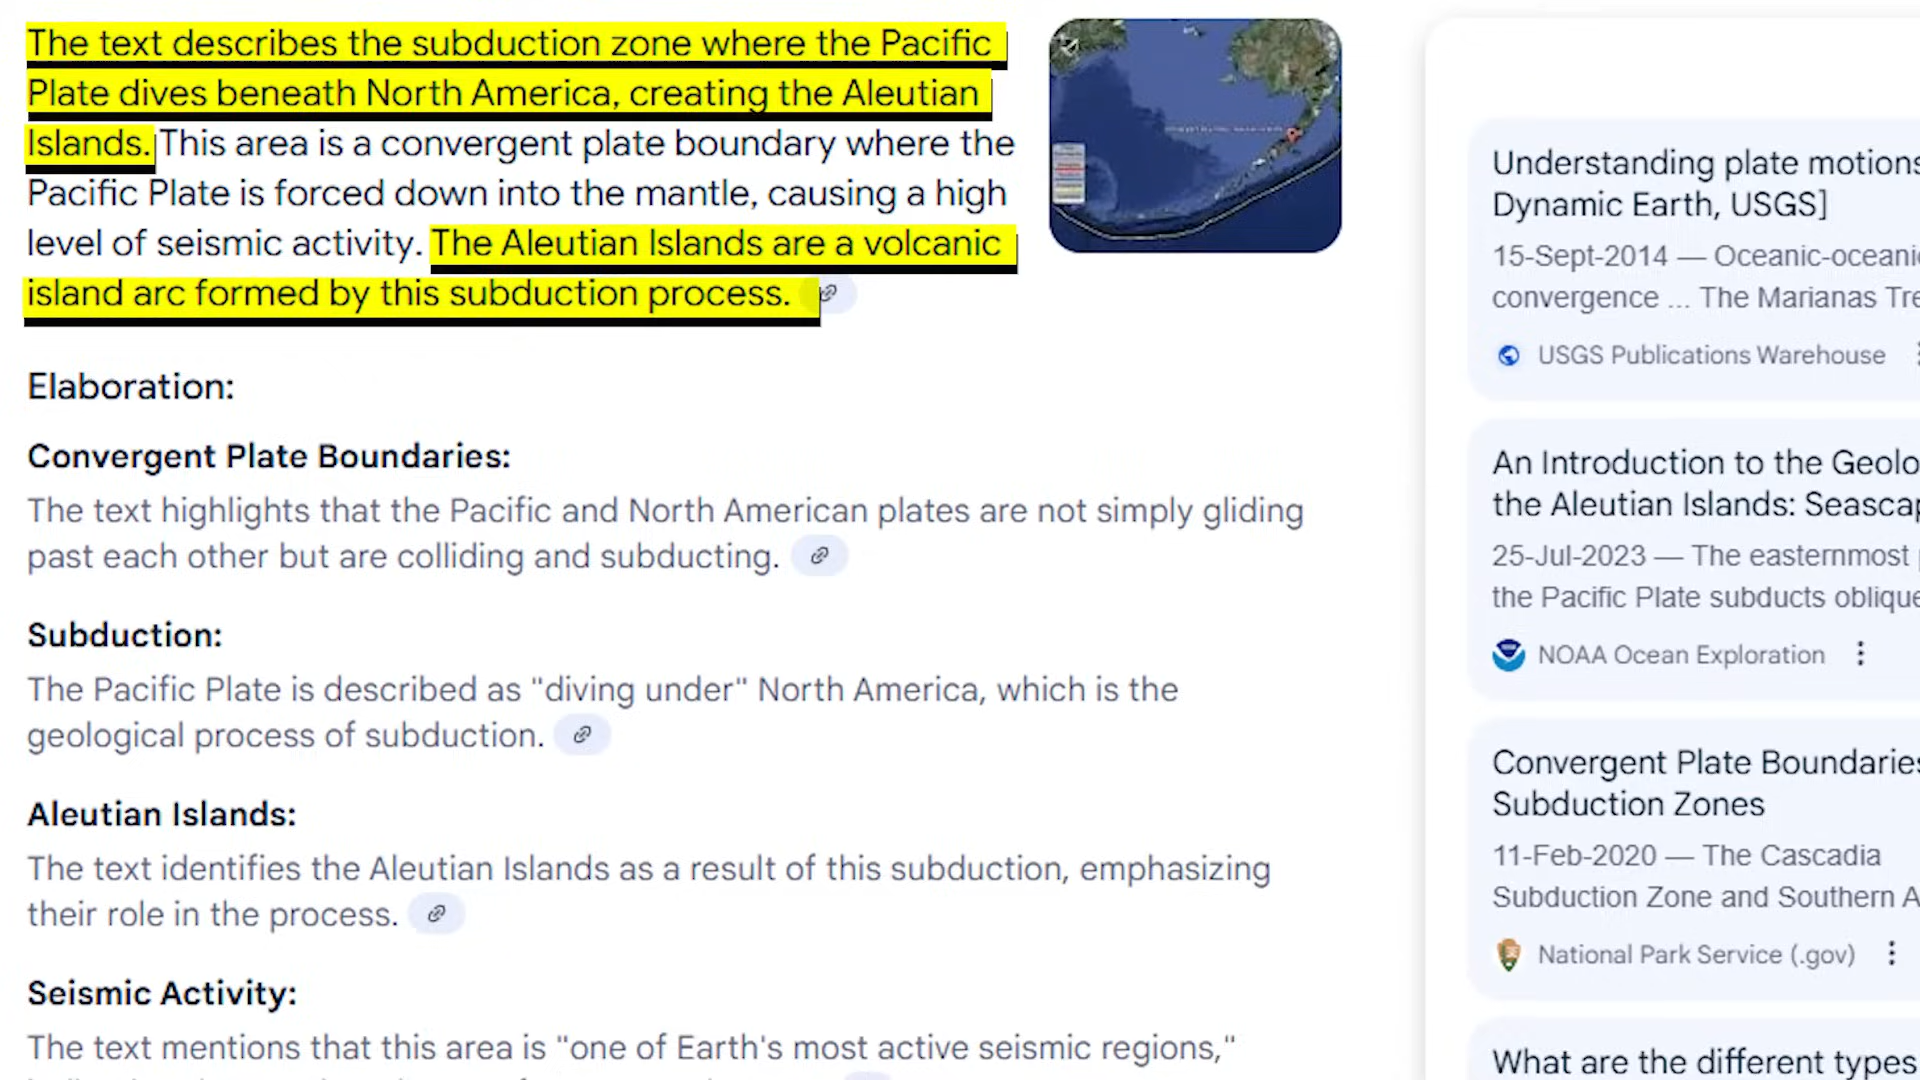 The text describes the subduction zone where the Pacific
Plate dives beneath North America, creating the Aleutian
Islands. This area is a convergent plate boundary where the
Pacific Plate is forced down into the mantle, causing a high
level of seismic activity. The Aleutian Islands are a volcanic
island arc formed by this subduction process.
Elaboration:
Convergent Plate Boundaries:
The text highlights that the Pacific and North American plates are not simply gliding
past each other but are colliding and subducting.
Subduction:
The Pacific Plate is described as "diving under" North America, which is the
geological process of subduction.
Aleutian Islands:
The text identifies the Aleutian Islands as a result of this subduction, emphasizing
their role in the process.
Seismic Activity:
The text mentions that this area is "one of Earth's most active seismic regions,"
Understanding plate motions
Dynamic Earth, USGS]
15-Sept-2014 — Oceanic-oceani
convergence ... The Marianas Tre
USGS Publications Warehouse
An Introduction to the Geolo
the Aleutian Islands: Seascap
25-Jul-2023 — The easternmost
the Pacific Plate subducts oblique
NOAA Ocean Exploration
Convergent Plate Boundaries
Subduction Zones
11-Feb-2020 — The Cascadia
Subduction Zone and Southern A
National Park Service (.gov)
What are the different types